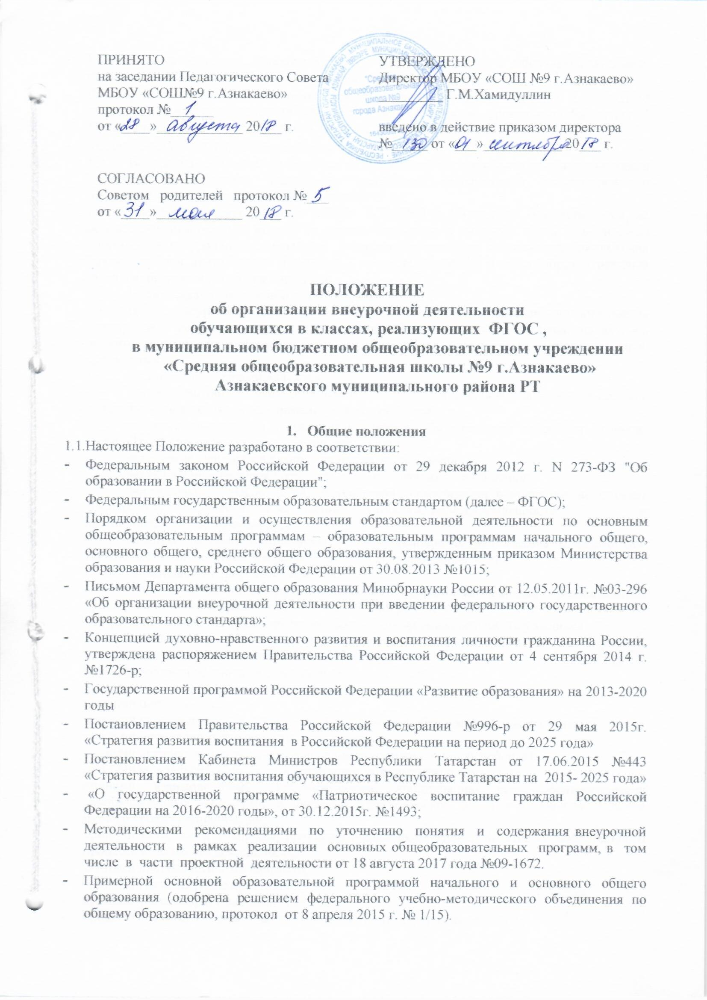 ПРИНЯТО
на заседании Педагогического Совета
МБОУ «СОШ№9 г.Азнакаево»
протокол № 1
от «28» августа 2018 г.
УТВЕРЖДЕНО
Директор МБОУ «СОШ №9 г.Азнакаево»
Г.М.Хамидуллин
введено в действие приказом директора
№ 130 от «01» сентября 2018 г.
"Средняя
общеобразовательная
школа №9
города Азнакаево
СОГЛАСОВАНО
Советом родителей протокол № 5
от «31» мая 2018 г.
ПОЛОЖЕНИЕ
об организации внеурочной деятельности
обучающихся в классах, реализующих ФГОС ,
в муниципальном бюджетном общеобразовательном учреждении
«Средняя общеобразовательная школы №9 г.Азнакаево»
Азнакаевского муниципального района РТ
1. Общие положения
1.1.Настоящее Положение разработано в соответствии:
- Федеральным законом Российской Федерации от 29 декабря 2012 г. N 273-ФЗ "Об
образовании в Российской Федерации";
- Федеральным государственным образовательным стандартом (далее – ФГОС);
- Порядком организации и осуществления образовательной деятельности по основным
общеобразовательным программам – образовательным программам начального общего,
основного общего, среднего общего образования, утвержденным приказом Министерства
образования и науки Российской Федерации от 30.08.2013 №1015;
- Письмом Департамента общего образования Минобрнауки России от 12.05.2011г. №03-296
«Об организации внеурочной деятельности при введении федерального государственного
образовательного стандарта»;
- Концепцией духовно-нравственного развития и воспитания личности гражданина России,
утверждена распоряжением Правительства Российской Федерации от 4 сентября 2014 г.
№1726-р;
- Государственной программой Российской Федерации «Развитие образования» на 2013-2020
годы
- Постановлением Правительства Российской Федерации №996-р от 29 мая 2015г.
«Стратегия развития воспитания в Российской Федерации на период до 2025 года»
- Постановлением Кабинета Министров Республики Татарстан от 17.06.2015 №443
«Стратегия развития воспитания обучающихся в Республике Татарстан на 2015- 2025 года»
- «О государственной программе «Патриотическое воспитание граждан Российской
Федерации на 2016-2020 годы», от 30.12.2015г. №1493;
- Методическими рекомендациями по уточнению понятия и содержания внеурочной
деятельности в рамках реализации основных общеобразовательных программ, в том
числе в части проектной деятельности от 18 августа 2017 года №09-1672.
- Примерной основной образовательной программой начального и основного общего
образования (одобрена решением федерального учебно-методического объединения по
общему образованию, протокол от 8 апреля 2015 г. № 1/15).